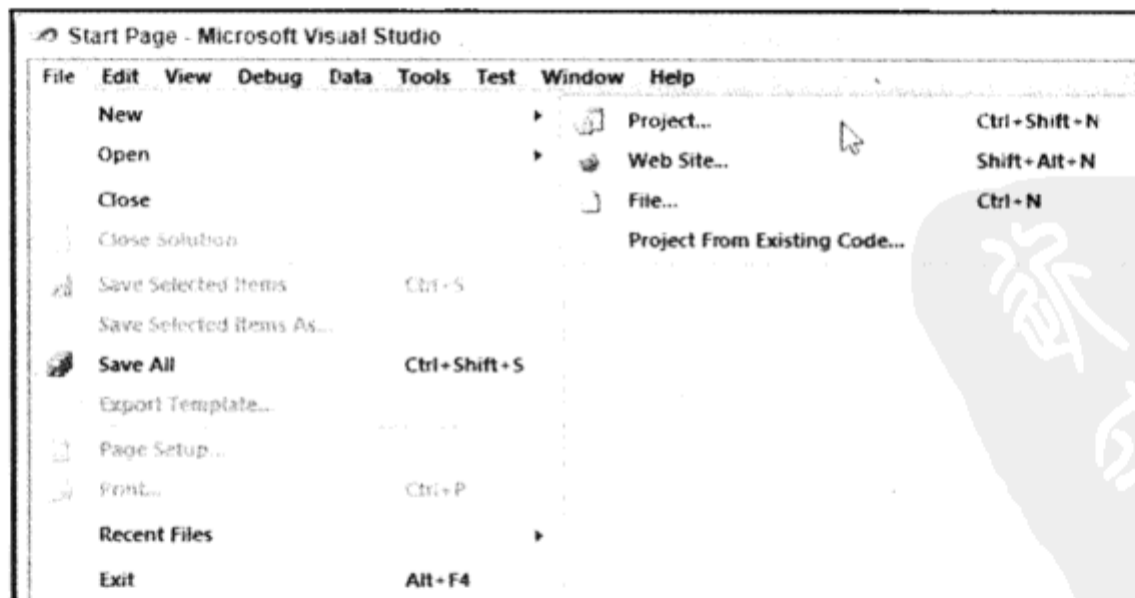 Start Page - Microsoft Visual Studio
File Edit View Debug Data Tools Test Window Help
New
Open
Close
Close Solution
Save Selected Items Ctrl+S
Save Selected Items As...
Save All Ctrl+Shift+S
Export Template...
Page Setup...
Print... Ctrl+P
Recent Files
Exit Alt+F4
Project... Ctrl+Shift+N
Web Site... Shift+Alt+N
File... Ctrl+N
Project From Existing Code...